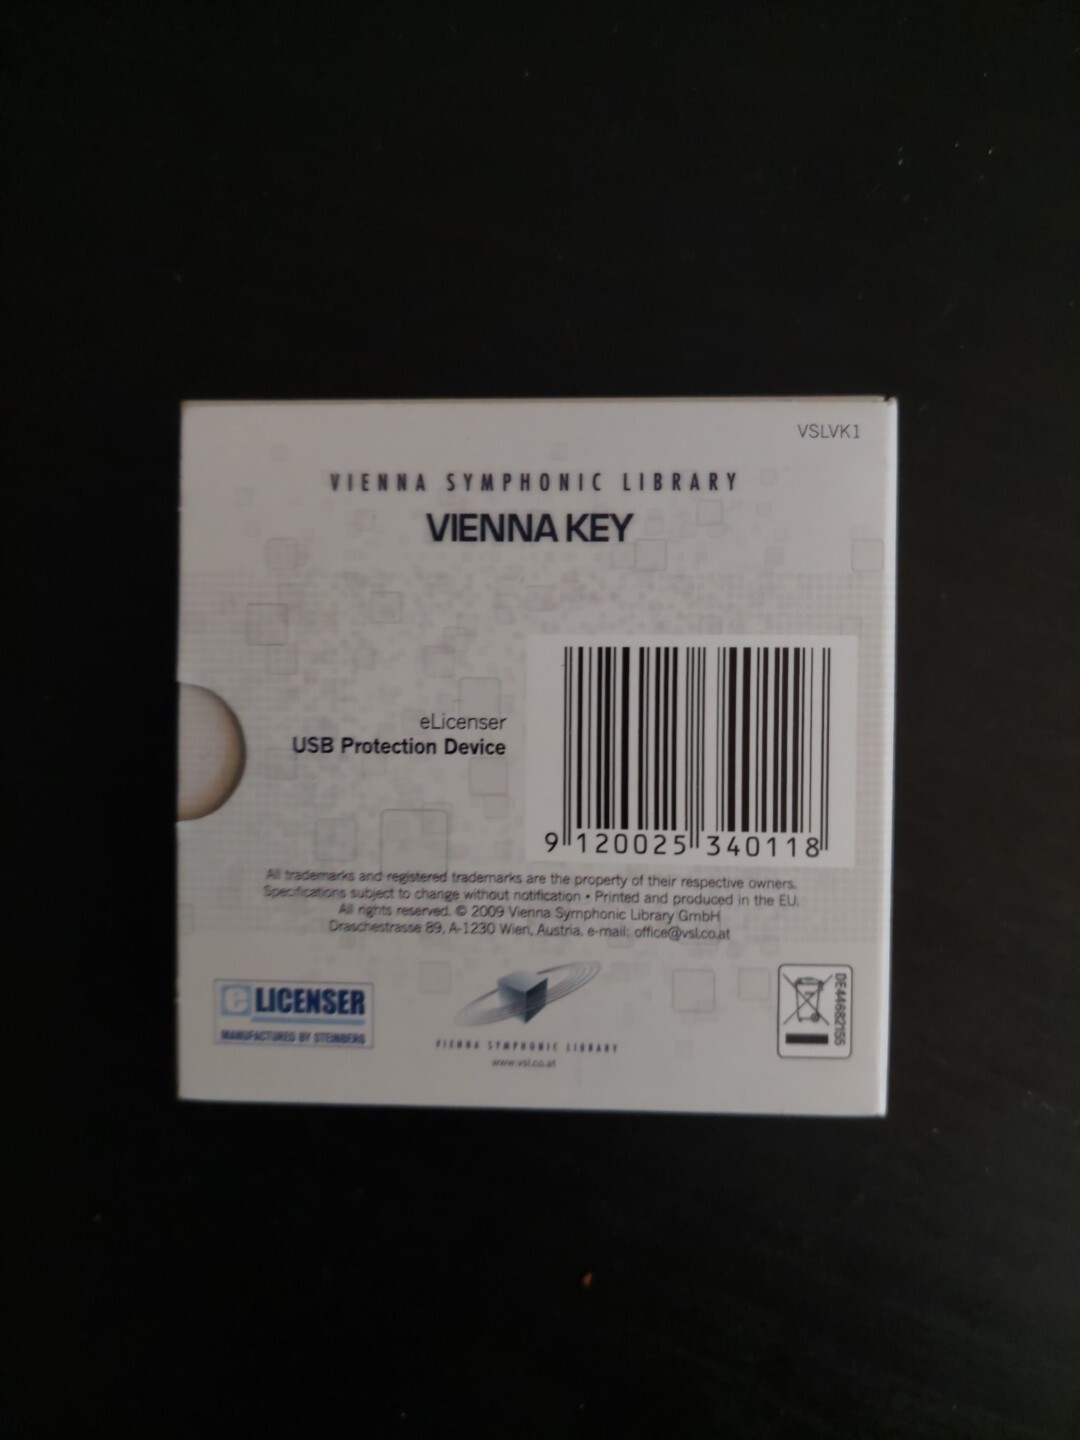 VSLVK1
VIENNA SYMPHONIC LIBRARY
VIENNA KEY
eLicenser
USB Protection Device
9 120025 340118
All trademarks and registered trademarks are the property of their respective owners.
Specifications subject to change without notification • Printed and produced in the EU.
All rights reserved. © 2009 Vienna Symphonic Library GmbH
Draschestrasse 89, A-1230 Wien, Austria, e-mail: office@vsl.co.at
e LICENSER
MANUFACTURED BY STEINBERG
VIENNA SYMPHONIC LIBRARY
www.vsl.co.at
DE44682155